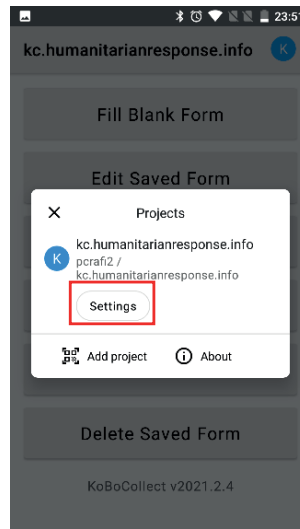 23:57
kc.humanitarianresponse.info K
Fill Blank Form
Edit Saved Form
Projects
K
kc.humanitarianresponse.info
pcrafi2 /
kc.humanitarianresponse.info
Settings
Add project
About
Delete Saved Form
KoBoCollect v2021.2.4